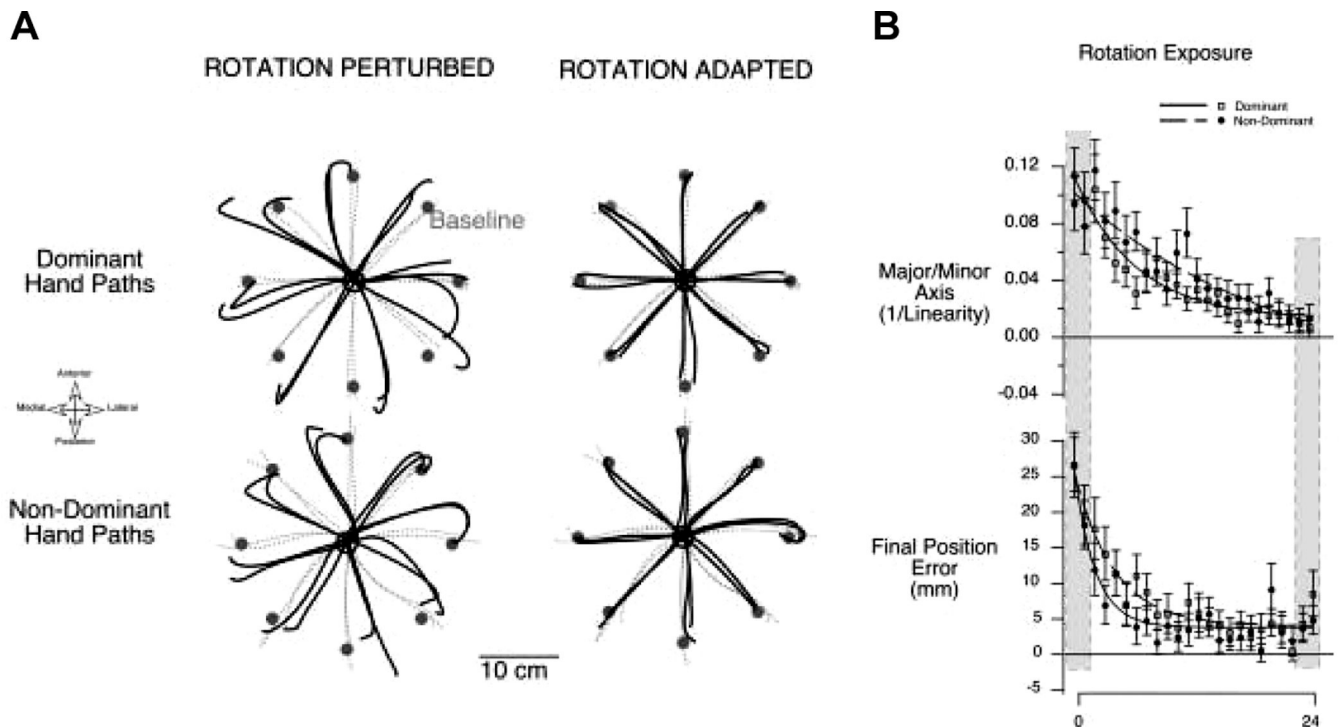 A
ROTATION PERTURBED
ROTATION ADAPTED
Baseline
Dominant
Hand Paths
Anterior
Medial
Lateral
Posterior
Non-Dominant
Hand Paths
10 cm
B
Rotation Exposure
Dominant
Non-Dominant
0.12
0.08
0.04
0.00
-0.04
Major/Minor
Axis
(1/Linearity)
30
25
20
15
10
5
0
-5
Final Position
Error
(mm)
0
24